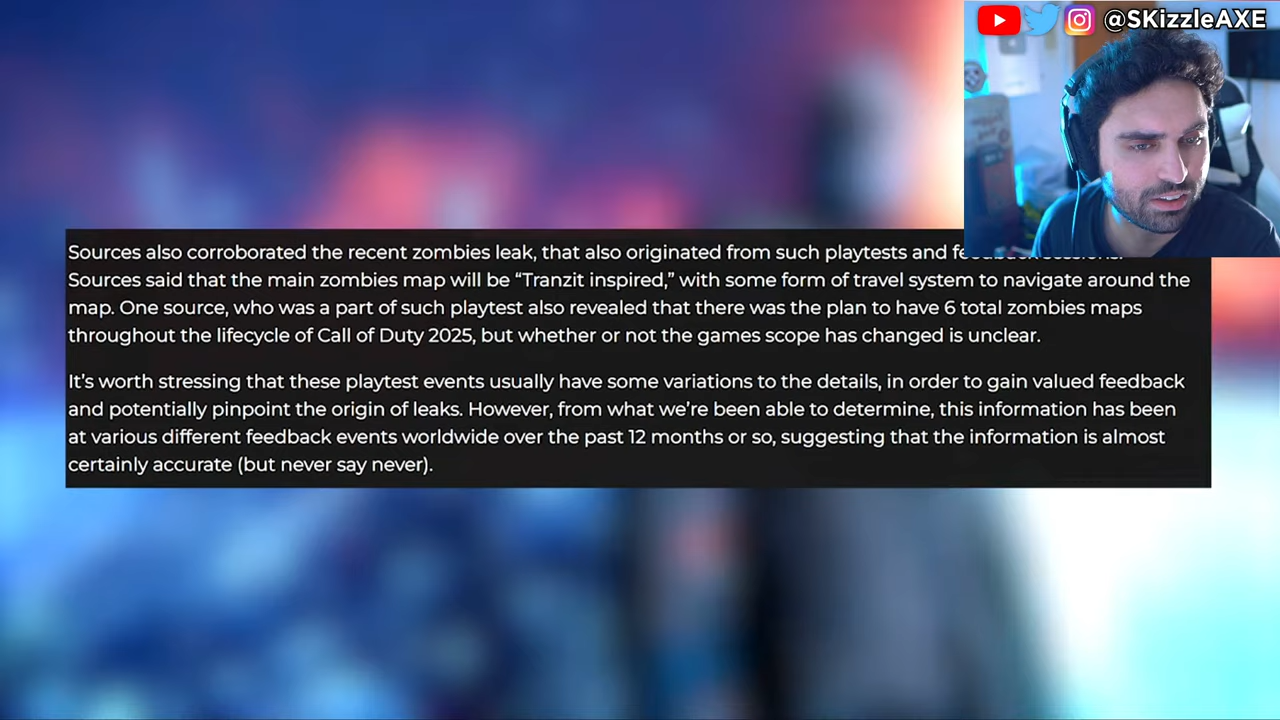 @SKizzleAXE
Sources also corroborated the recent zombies leak, that also originated from such playtests and
Sources said that the main zombies map will be “Tranzit inspired,” with some form of travel system to navigate around the
map. One source, who was a part of such playtest also revealed that there was the plan to have 6 total zombies maps
throughout the lifecycle of Call of Duty 2025, but whether or not the games scope has changed is unclear.
It’s worth stressing that these playtest events usually have some variations to the details, in order to gain valued feedback
and potentially pinpoint the origin of leaks. However, from what we’re been able to determine, this information has been
at various different feedback events worldwide over the past 12 months or so, suggesting that the information is almost
certainly accurate (but never say never).